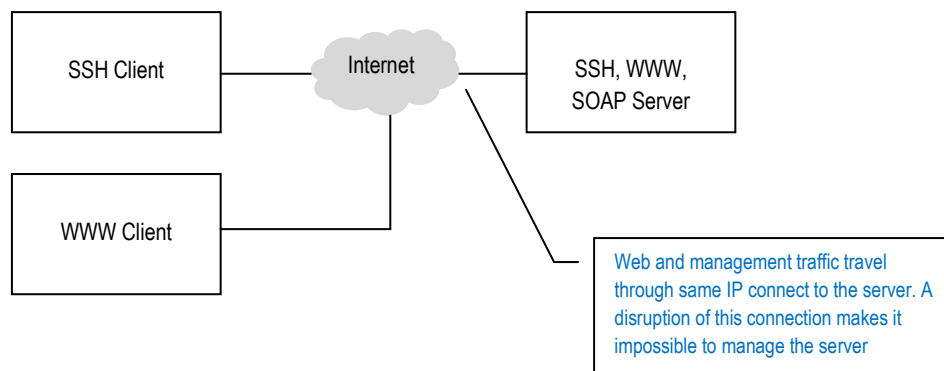 SSH Client
Internet
SSH, WWW,
SOAP Server
WWW Client
Web and management traffic travel
through same IP connect to the server. A
disruption of this connection makes it
impossible to manage the server